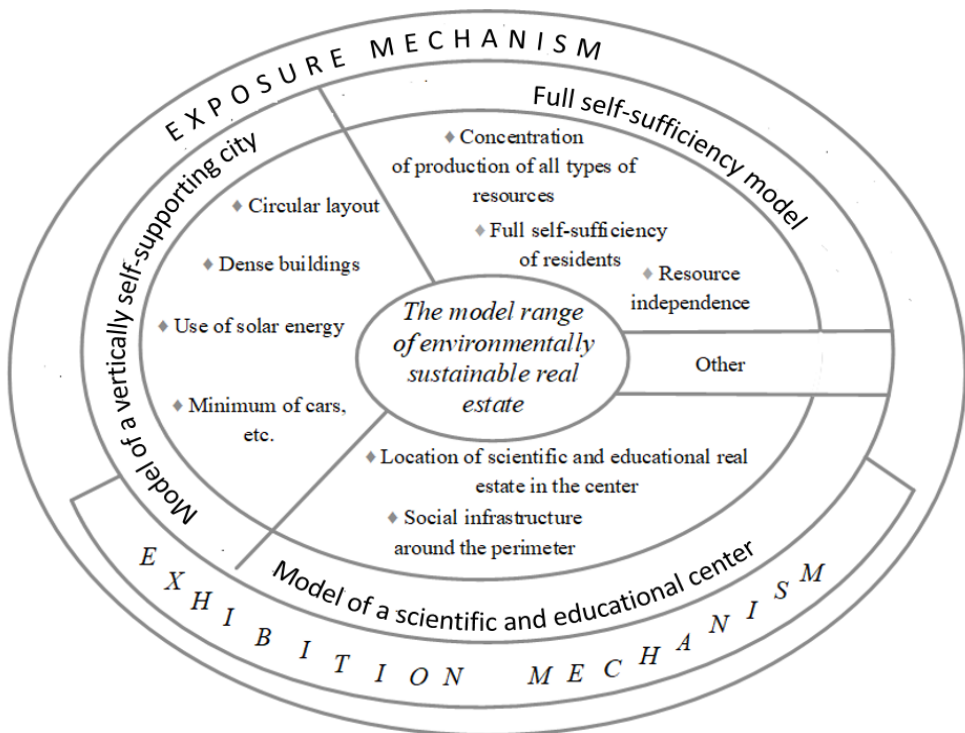 EXPOSURE MECHANISM
Full self-sufficiency model
◆ Concentration
of production of all types of
resources
◆ Full self-sufficiency
of residents
◆ Resource
independence
Model of a vertically self-supporting city
◆ Circular layout
◆ Dense buildings
◆ Use of solar energy
◆ Minimum of cars,
etc.
The model range
of environmentally
sustainable real
estate
Other
◆ Location of scientific and educational real
estate in the center
◆ Social infrastructure
around the perimeter
Model of a scientific and educational center
EXHIBITION MECHANISM